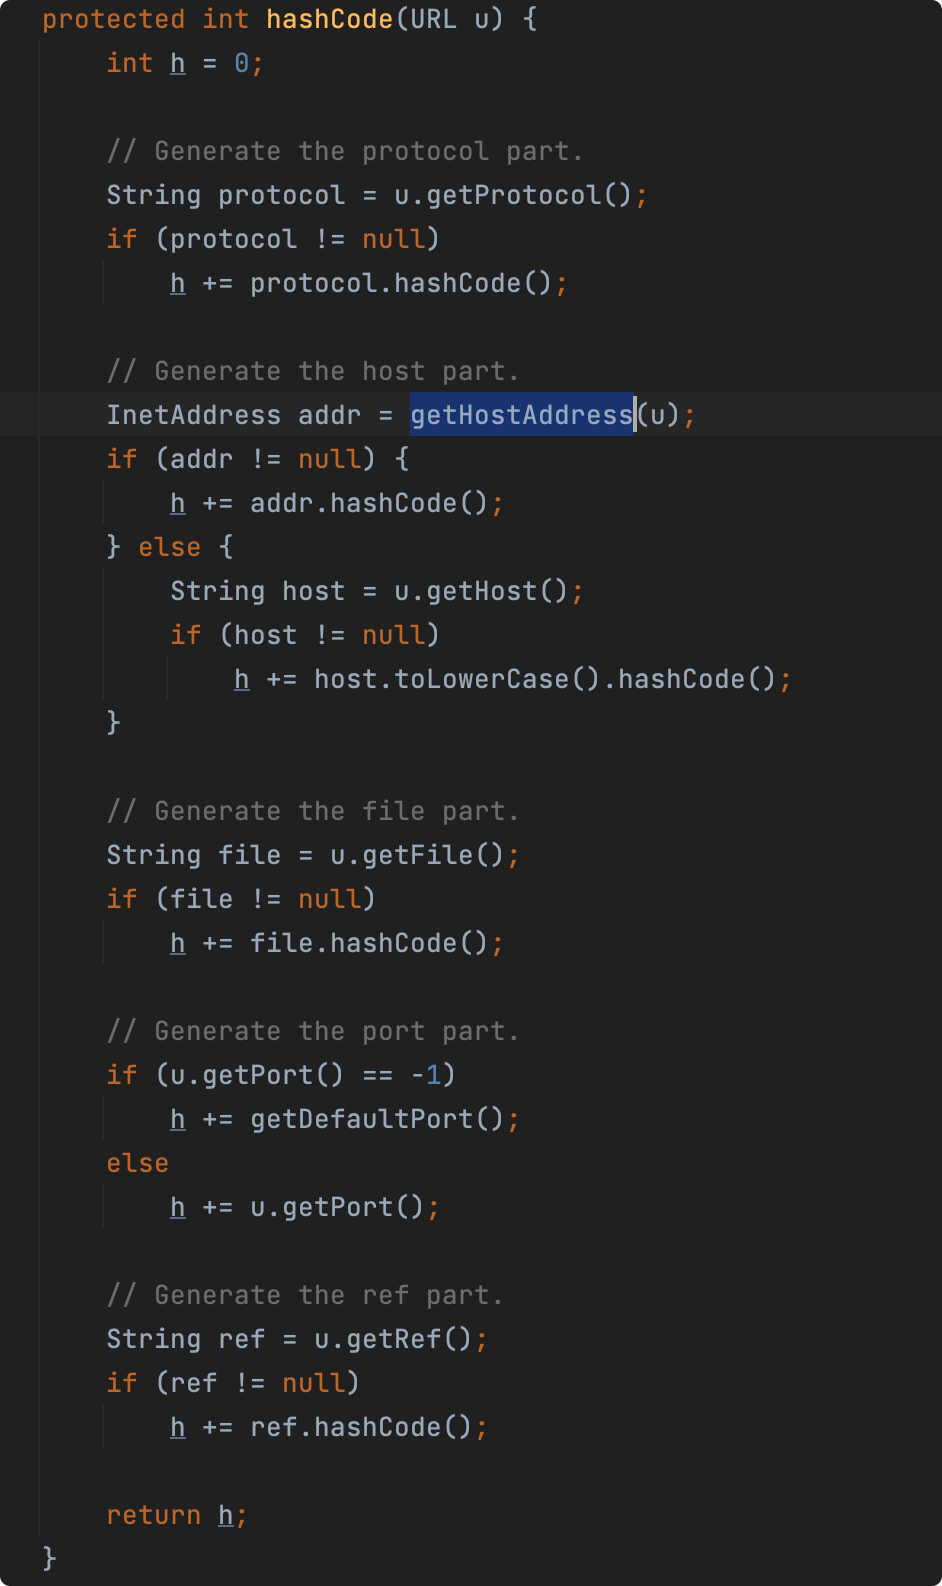 protected int hashCode(URL u) {
    int h = 0;

    // Generate the protocol part.
    String protocol = u.getProtocol();
    if (protocol != null)
        h += protocol.hashCode();

    // Generate the host part.
    InetAddress addr = getHostAddress(u);
    if (addr != null) {
        h += addr.hashCode();
    } else {
        String host = u.getHost();
        if (host != null)
            h += host.toLowerCase().hashCode();
    }

    // Generate the file part.
    String file = u.getFile();
    if (file != null)
        h += file.hashCode();

    // Generate the port part.
    if (u.getPort() == -1)
        h += getDefaultPort();
    else
        h += u.getPort();

    // Generate the ref part.
    String ref = u.getRef();
    if (ref != null)
        h += ref.hashCode();

    return h;
}